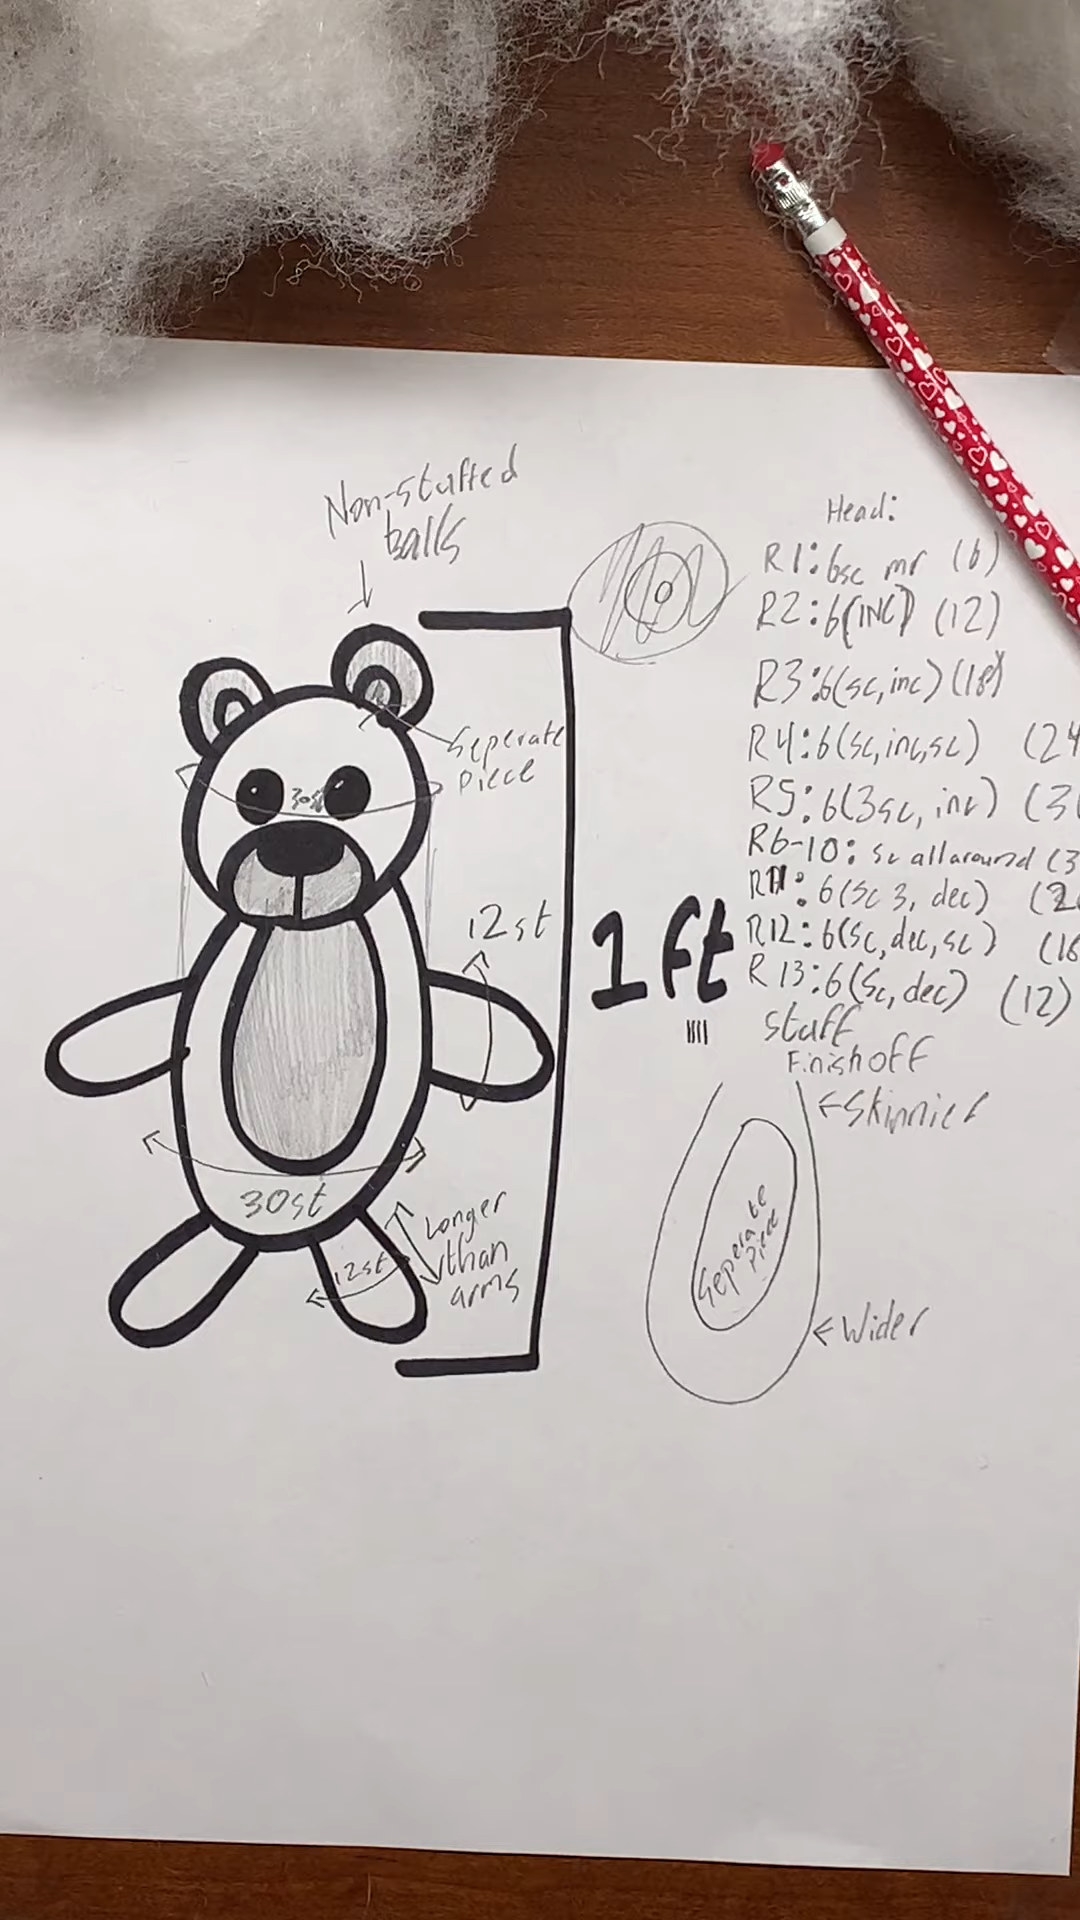 Non-stuffed
balls
Seperate
piece
30st
12st
1ft
30st
Longer
than
arms
12st
Head:
R1:6sc mr (6)
R2:6(INC) (12)
R3:6(sc,inc)(18)
R4:6(sc,inc,sc) (24
R5:6(3sc, inc) (3
R6-10: sc allaround (3
R11: 6(sc 3, dec) (2
R12:6(sc,dec,sc) (18
R13:6(sc,dec) (12)
stuff
Finishoff
Skinnier
Seperate
piece
Wider